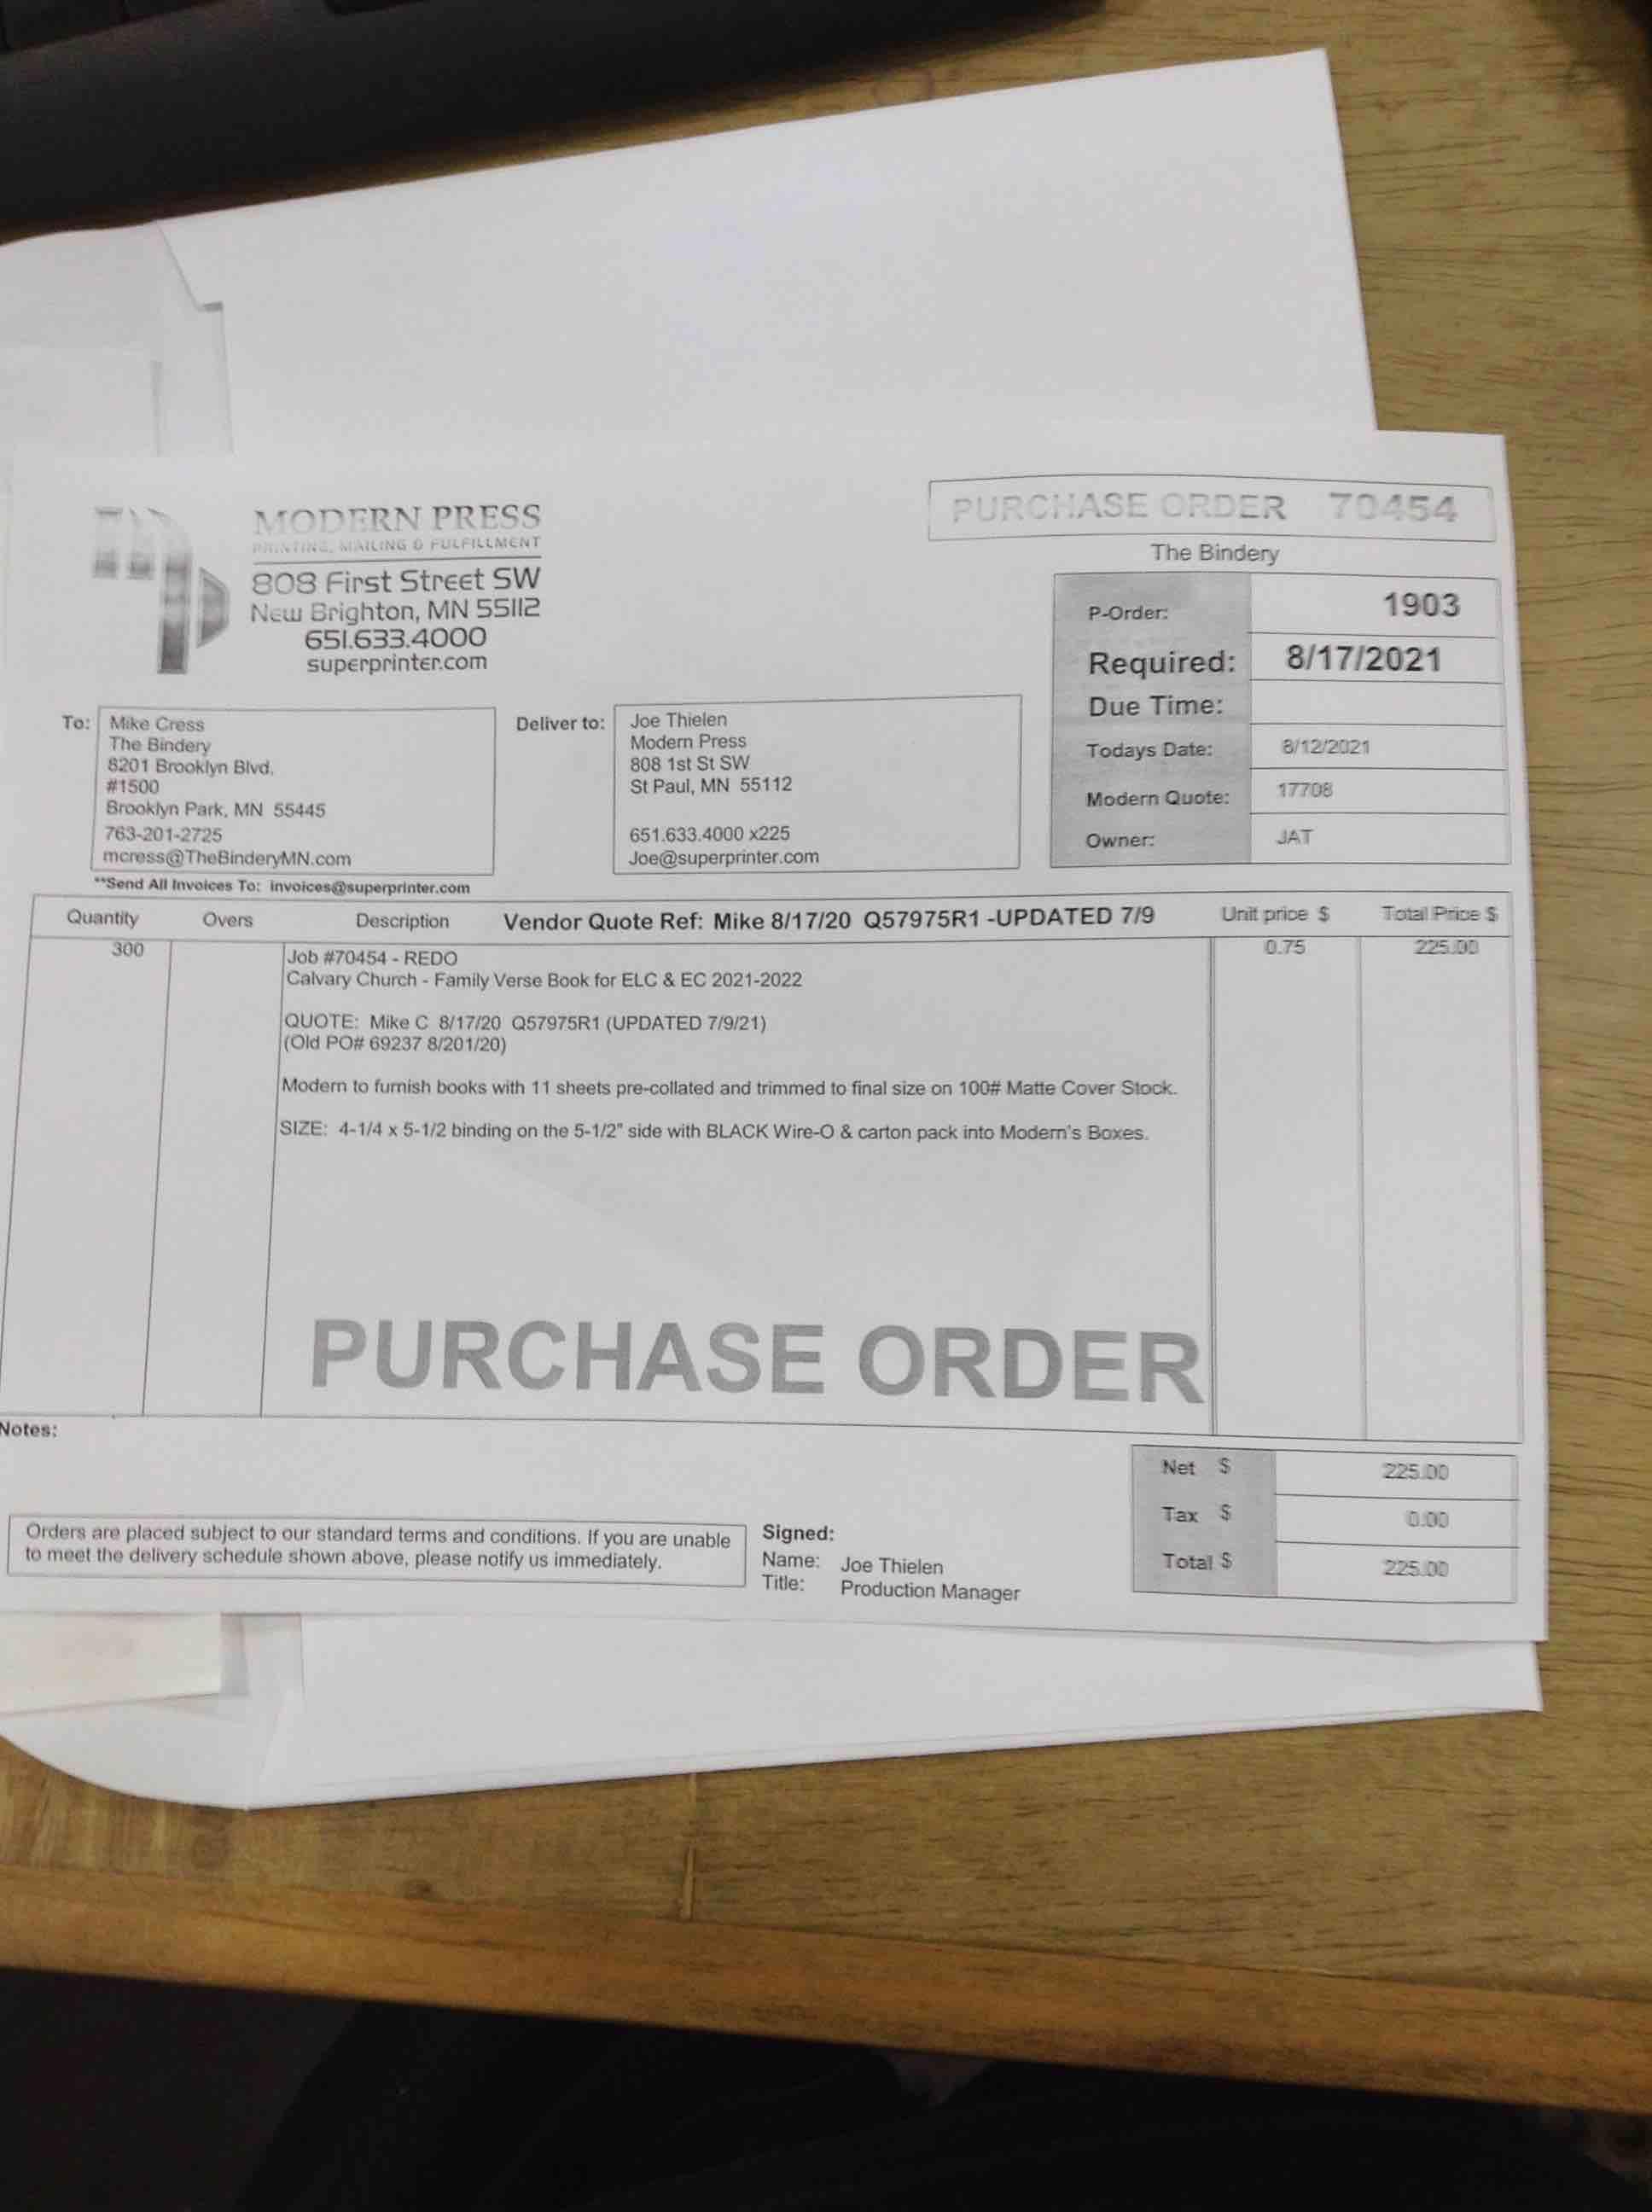 MODERN PRESS
PRINTING, MAILING & FULFILLMENT
808 First Street SW
New Brighton, MN 55112
651.633.4000
superprinter.com
PURCHASE ORDER 70454
The Bindery
P-Order: 1903
Required: 8/17/2021
Due Time:
Todays Date: 8/12/2021
Modern Quote: 17708
Owner: JAT
To: Mike Cress
The Bindery
8201 Brooklyn Blvd.
#1500
Brooklyn Park, MN 55445
763-201-2725
mcress@TheBinderyMN.com
Deliver to: Joe Thielen
Modern Press
808 1st St SW
St Paul, MN 55112
651.633.4000 x225
Joe@superprinter.com
**Send All Invoices To: invoices@superprinter.com
Quantity Overs Description Vendor Quote Ref: Mike 8/17/20 Q57975R1 -UPDATED 7/9 Unit price $ Total Price $
300 Job #70454 - REDO 0.75 225.00
Calvary Church - Family Verse Book for ELC & EC 2021-2022
QUOTE: Mike C 8/17/20 Q57975R1 (UPDATED 7/9/21)
(Old PO# 69237 8/201/20)
Modern to furnish books with 11 sheets pre-collated and trimmed to final size on 100# Matte Cover Stock.
SIZE: 4-1/4 x 5-1/2 binding on the 5-1/2" side with BLACK Wire-O & carton pack into Modern's Boxes.
PURCHASE ORDER
Notes:
Net $ 225.00
Tax $ 0.00
Total $ 225.00
Orders are placed subject to our standard terms and conditions. If you are unable
to meet the delivery schedule shown above, please notify us immediately.
Signed:
Name: Joe Thielen
Title: Production Manager